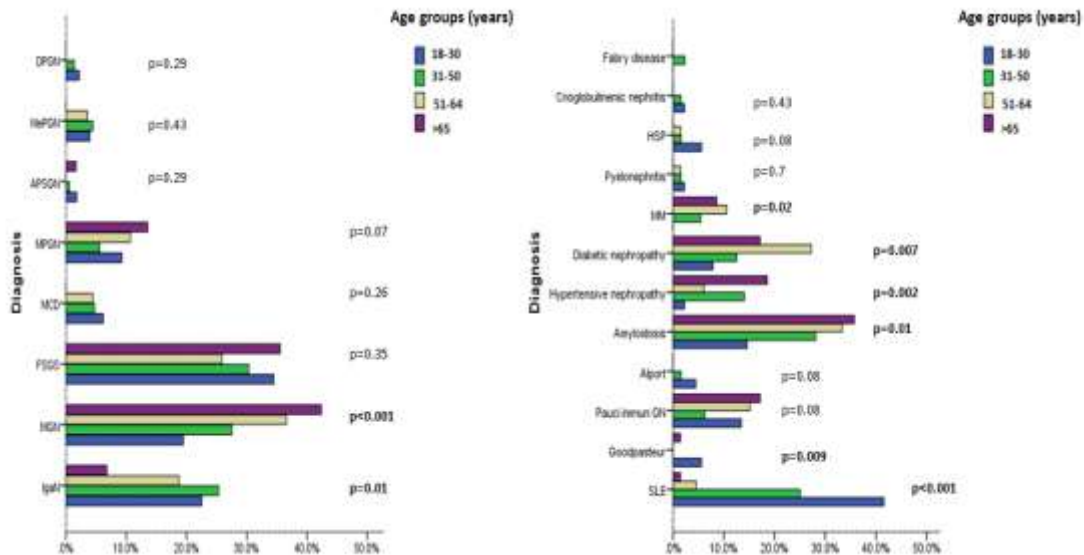 Age groups (years)
18-30
31-50
51-64
>65
DPGN
p=0.29
MePGN
p=0.43
APSGN
p=0.29
MPGN
p=0.07
MCD
p=0.26
FSGS
p=0.35
MGN
p<0.001
IgaN
p=0.01
Diagnosis
.0% 10.0% 20.0% 30.0% 40.0% 50.0%
Age groups (years)
18-30
31-50
51-64
>65
Fabry disease
nephritis
p=0.43
HSP
p=0.08
Pyelonephritis
p=0.7
MM
p=0.02
Diabetic nephropathy
p=0.007
Hypertensive nephropathy
p=0.002
Amyloidosis
p=0.01
Alport
p=0.08
Pauci immun GN
p=0.08
Goodpasteur
p=0.009
SLE
p<0.001
Diagnosis
.0% 10.0% 20.0% 30.0% 40.0% 50.0%